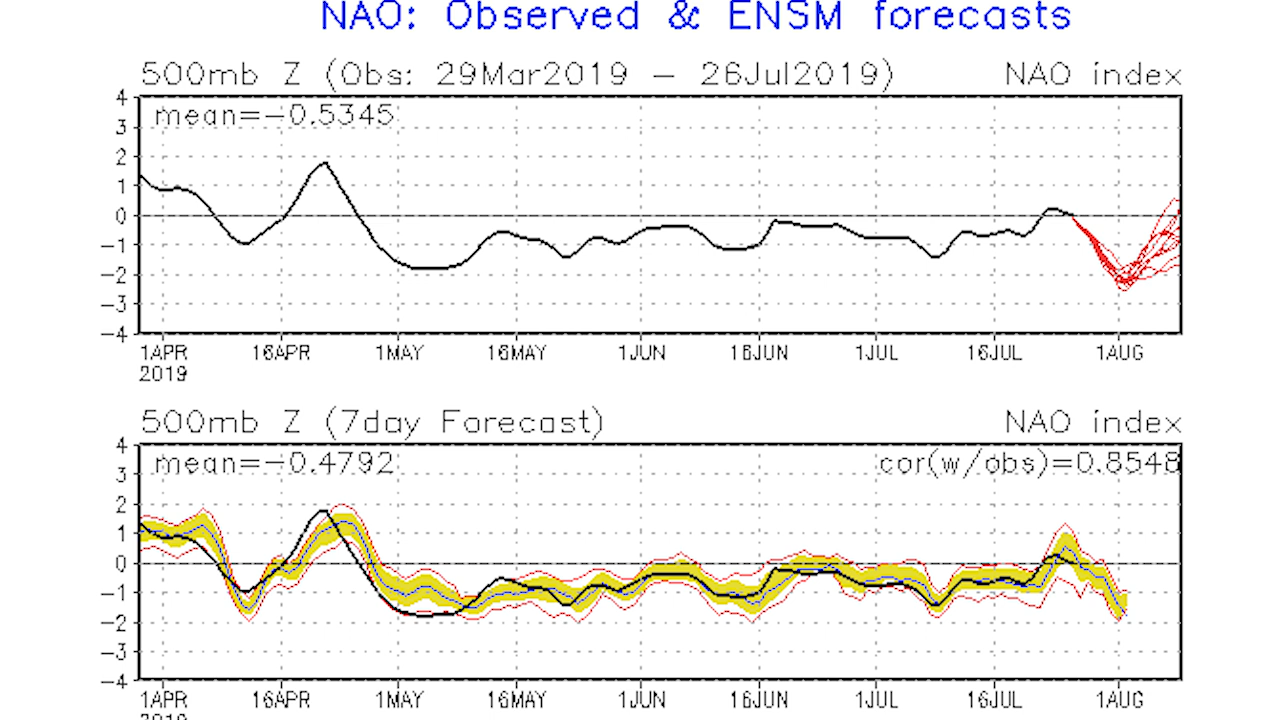 NAO: Observed & ENSM forecasts
500mb Z (Obs: 29Mar2019 – 26Jul2019) NAO index
mean=-0.5345
4
3
2
1
0
-1
-2
-3
-4
1APR 16APR 1MAY 16MAY 1JUN 16JUN 1JUL 16JUL 1AUG
2019
500mb Z (7day Forecast) NAO index
mean=-0.4792 cor(w/obs)=0.8548
4
3
2
1
0
-1
-2
-3
-4
1APR 16APR 1MAY 16MAY 1JUN 16JUN 1JUL 16JUL 1AUG
2019